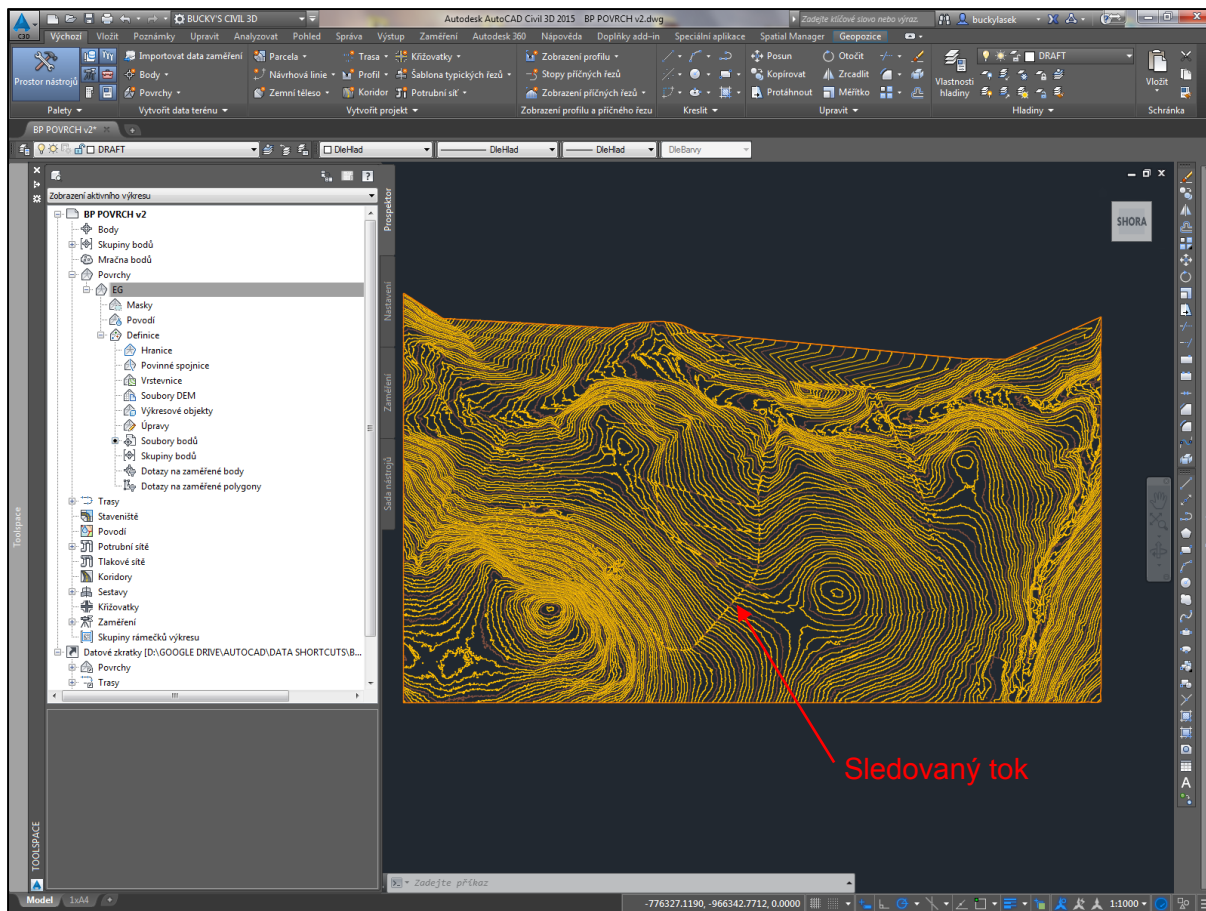 C3D
BUCKY'S CIVIL 3D
Autodesk AutoCAD Civil 3D 2015 BP POVRCH v2.dwg
Zadejte klíčové slovo nebo výraz.
buckylasek
Výchozí Vložit Poznámky Upravit Analyzovat Pohled Správa Výstup Zaměření Autodesk 360 Nápověda Doplňky add-in Speciální aplikace Spatial Manager Geopozice
Prostor nástrojů
Importovat data zaměření
Body
Povrchy
Parcela
Návrhová linie
Zemní těleso
Trasa
Profil
Koridor
Křižovatky
Šablona typických řezů
Potrubní síť
Zobrazení profilu
Stopy příčných řezů
Zobrazení příčných řezů
Posun
Kopírovat
Protáhnout
Otočit
Zrcadlit
Měřítko
Vlastnosti hladiny
DRAFT
Vložit
Palety
Vytvořit data terénu
Vytvořit projekt
Zobrazení profilu a příčného řezu
Kreslit
Upravit
Hladiny
Schránka
BP POVRCH v2*
DRAFT
DleHlad
DleHlad
DleHlad
DleBarvy
Zobrazení aktivního výkresu
BP POVRCH v2
Body
Skupiny bodů
Mračna bodů
Povrchy
EG
Masky
Povodí
Definice
Hranice
Povinné spojnice
Vrstevnice
Soubory DEM
Výkresové objekty
Úpravy
Soubory bodů
Skupiny bodů
Dotazy na zaměřené body
Dotazy na zaměřené polygony
Trasy
Staveniště
Povodí
Potrubní sítě
Tlakové sítě
Koridory
Sestavy
Křižovatky
Zaměření
Skupiny rámečků výkresu
Datové zkratky [D:\GOOGLE DRIVE\AUTOCAD\DATA SHORTCUTS\B...
Povrchy
Trasy
Prospektor
Nastavení
Zaměření
Sada nástrojů
Toolspace
TOOLSPACE
SHORA
Sledovaný tok
Zadejte příkaz
Model
1xA4
-776327.1190, -966342.7712, 0.0000
1:1000